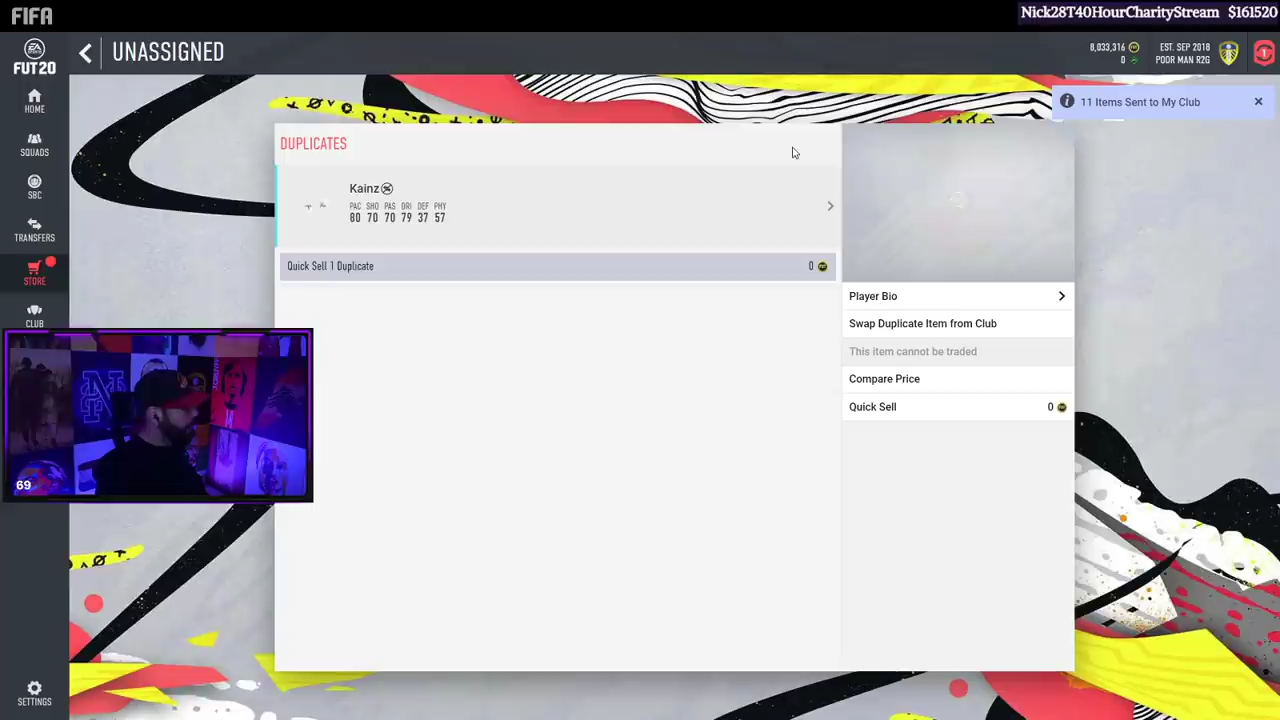 FIFA
Nick28T40HourCharityStream $161520
EA SPORTS
FUT20
UNASSIGNED
8,033,316
0
EST. SEP 2018
POOR MAN R2G
1
HOME
SQUADS
SBC
TRANSFERS
STORE
CLUB
SETTINGS
11 Items Sent to My Club
DUPLICATES
Kainz
PAC SHO PAS DRI DEF PHY
80 70 70 79 37 57
Quick Sell 1 Duplicate 0
Player Bio
Swap Duplicate Item from Club
This item cannot be traded
Compare Price
Quick Sell 0
69